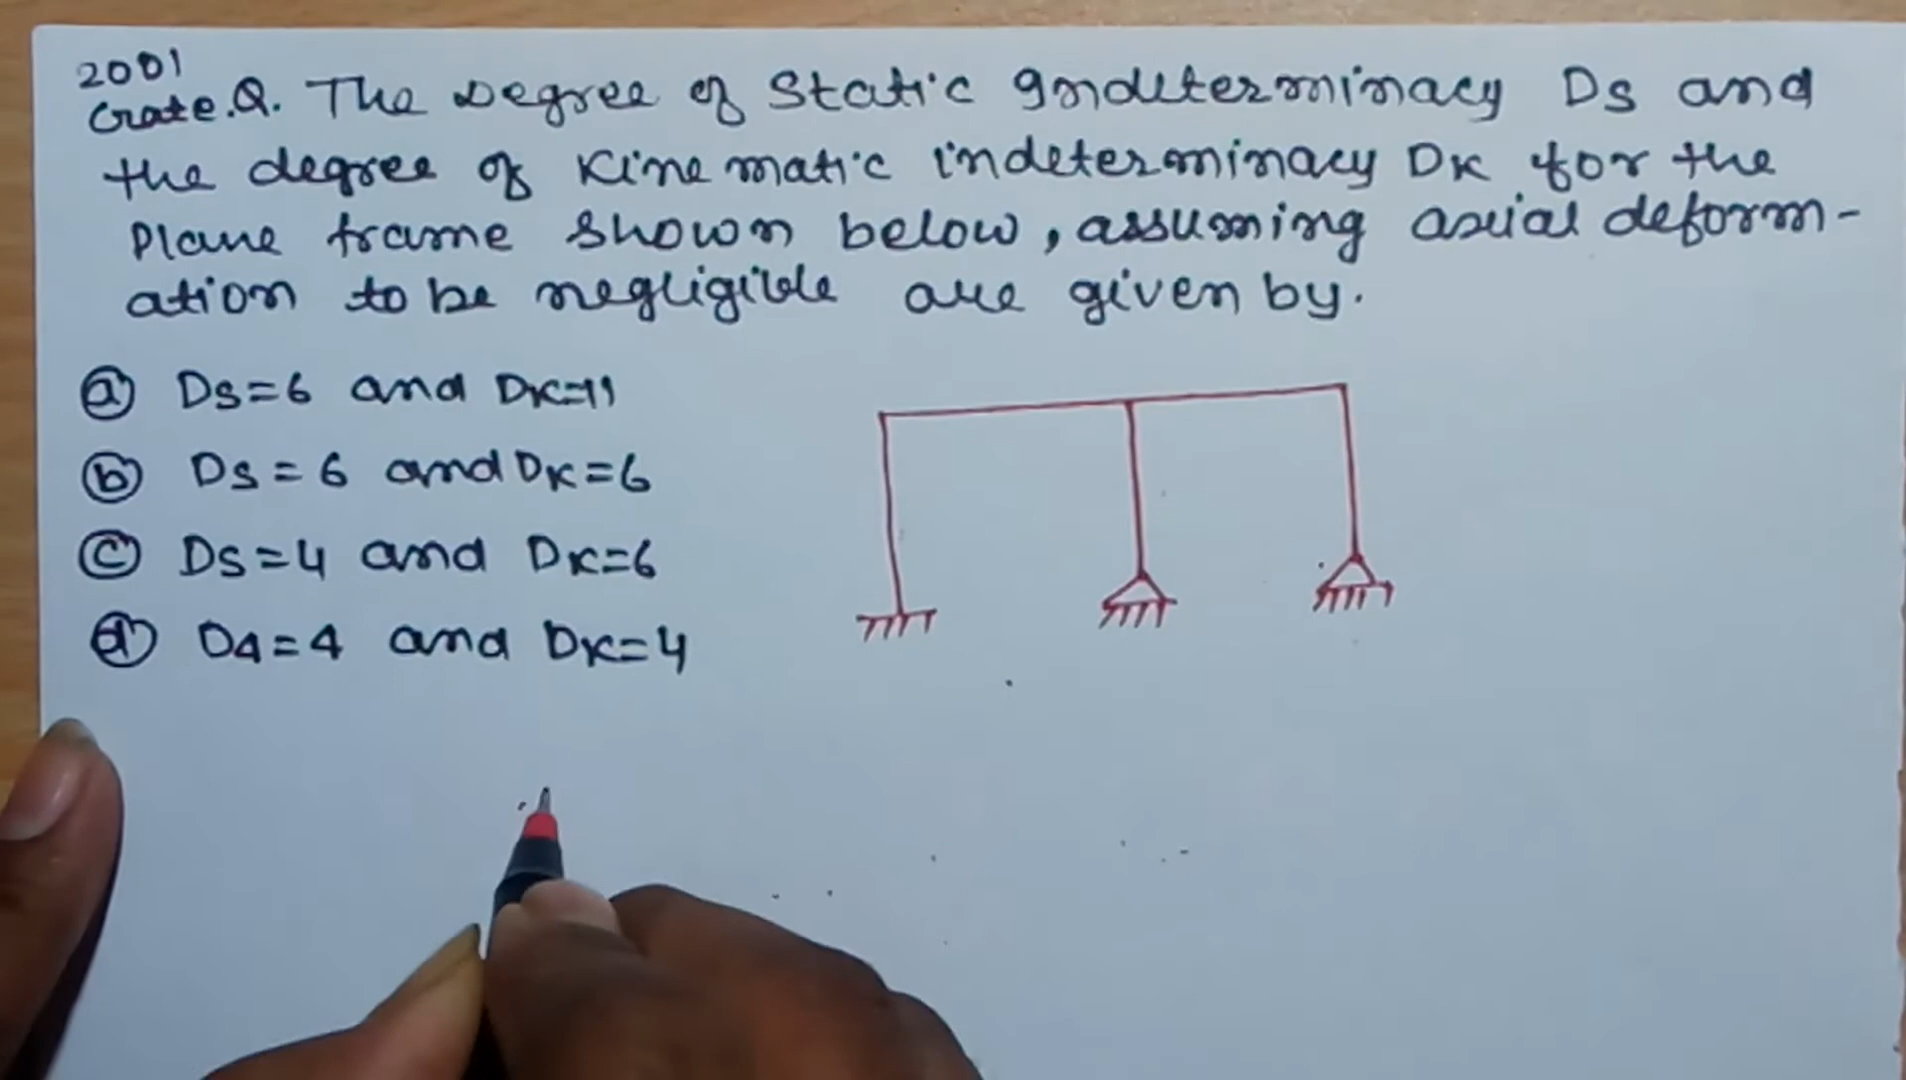 2001
Gate.Q. The Degree of Static Indeterminacy Ds and
the degree of Kinematic indeterminacy DK for the
Plane frame shown below, assuming axial deform-
ation to be negligible are given by.
(a) Ds=6 and DK=11
(b) Ds=6 and DK=6
(c) Ds=4 and DK=6
(d) Ds=4 and DK=4